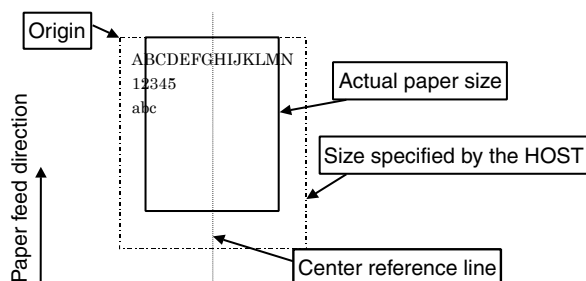 Origin
ABCDEFGHIJKLMN
12345
abc
Actual paper size
Size specified by the HOST
Center reference line
Paper feed direction